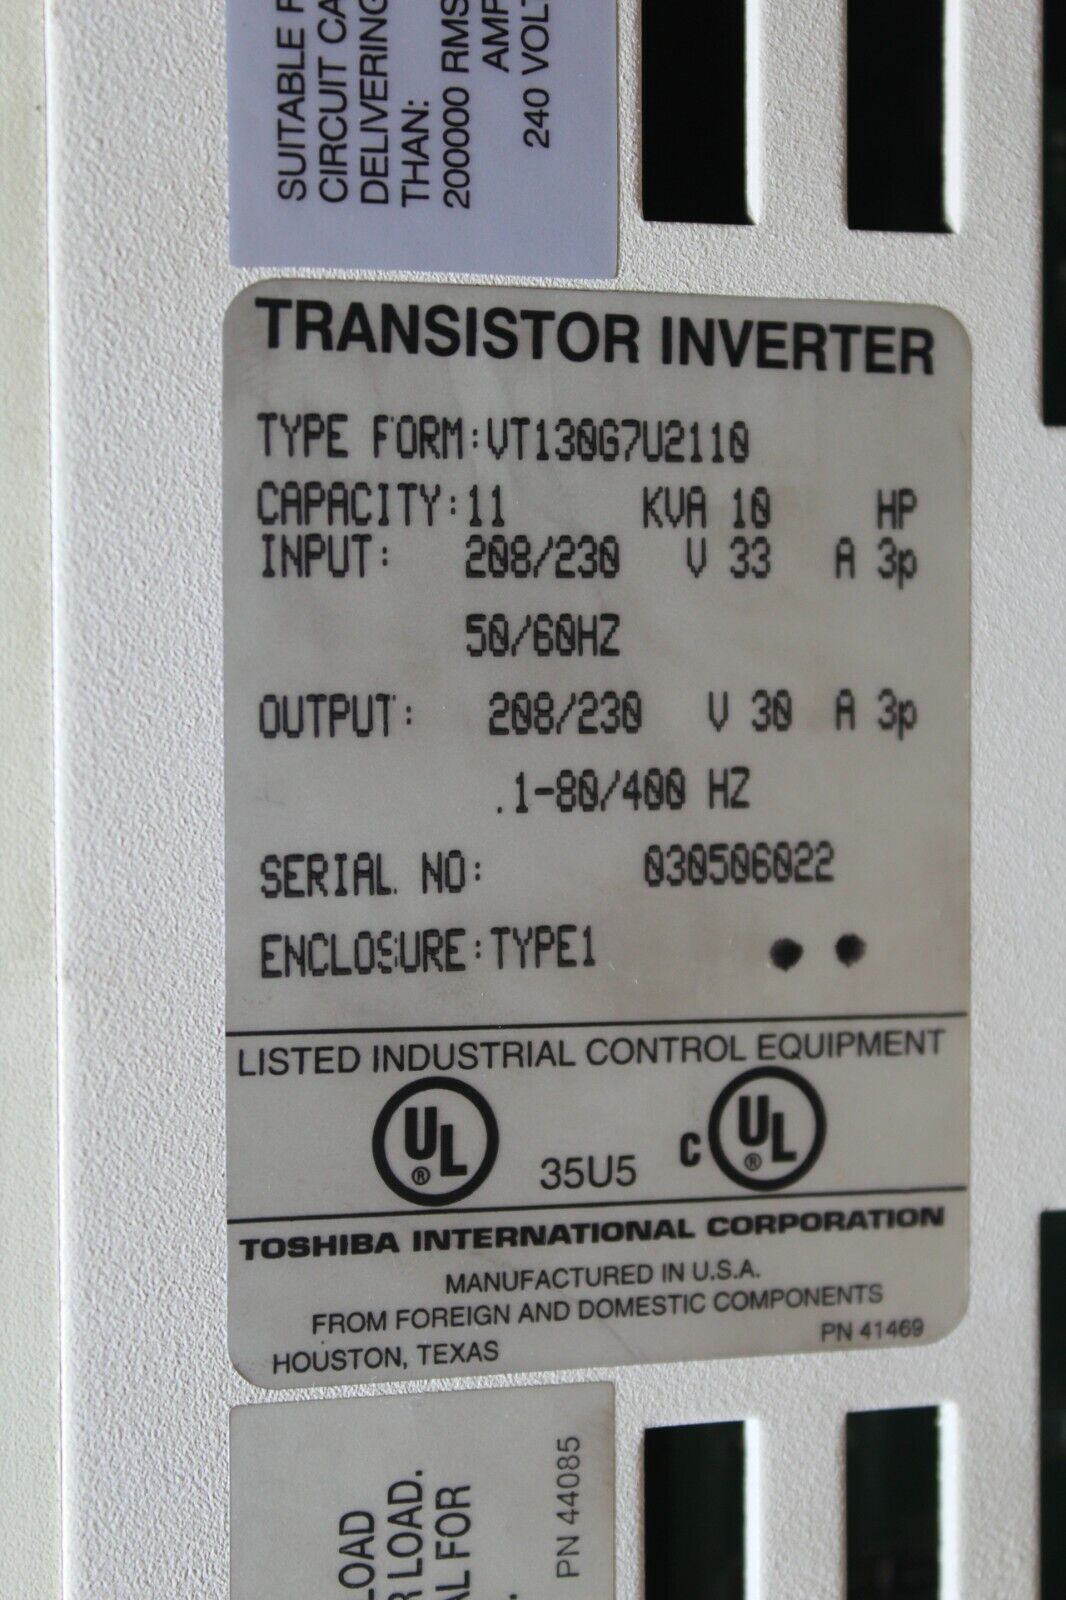 SUITABLE
CIRCUIT
DELIVERING
THAN:
200000 RMS
240 VOLT
TRANSISTOR INVERTER
TYPE FORM:VT130G7U2110
CAPACITY:11 KVA 10 HP
INPUT: 208/230 V 33 A 3p
50/60HZ
OUTPUT: 208/230 V 30 A 3p
.1-80/400 HZ
SERIAL NO: 030506022
ENCLOSURE:TYPE1
LISTED INDUSTRIAL CONTROL EQUIPMENT
UL ® 35U5 C UL ®
TOSHIBA INTERNATIONAL CORPORATION
MANUFACTURED IN U.S.A.
FROM FOREIGN AND DOMESTIC COMPONENTS
HOUSTON, TEXAS PN 41469
LOAD
LOAD.
FOR
PN 44085